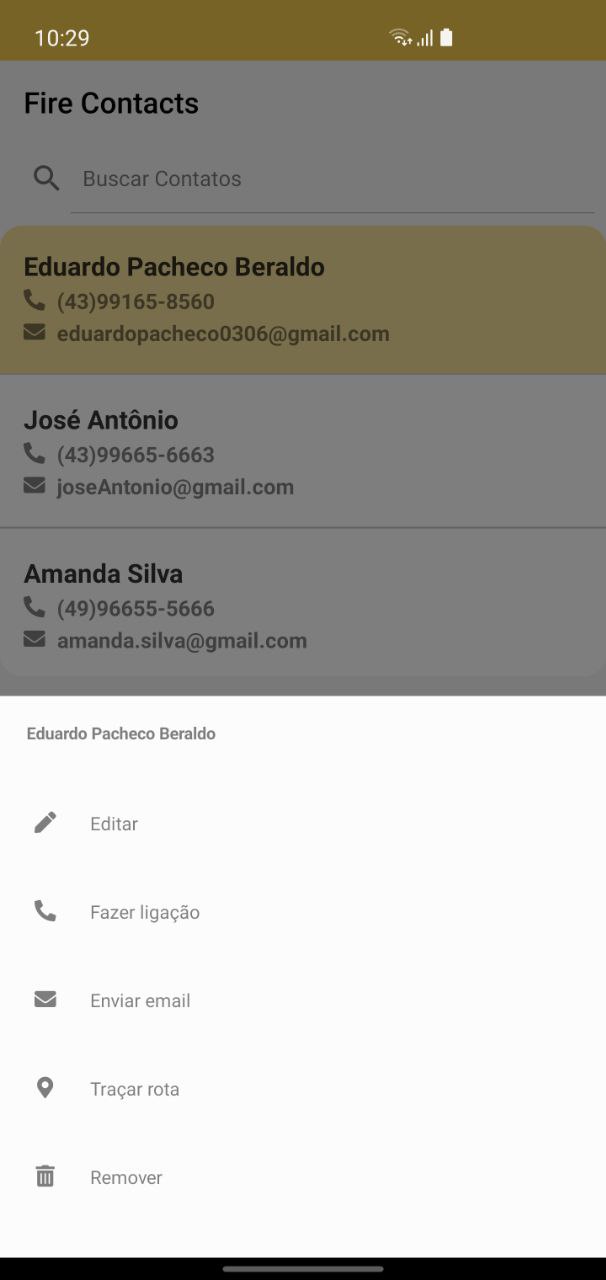 10:29
Fire Contacts
Buscar Contatos
Eduardo Pacheco Beraldo
(43)99165-8560
eduardopacheco0306@gmail.com
José Antônio
(43)99665-6663
joseAntonio@gmail.com
Amanda Silva
(49)96655-5666
amanda.silva@gmail.com
Eduardo Pacheco Beraldo
Editar
Fazer ligação
Enviar email
Traçar rota
Remover